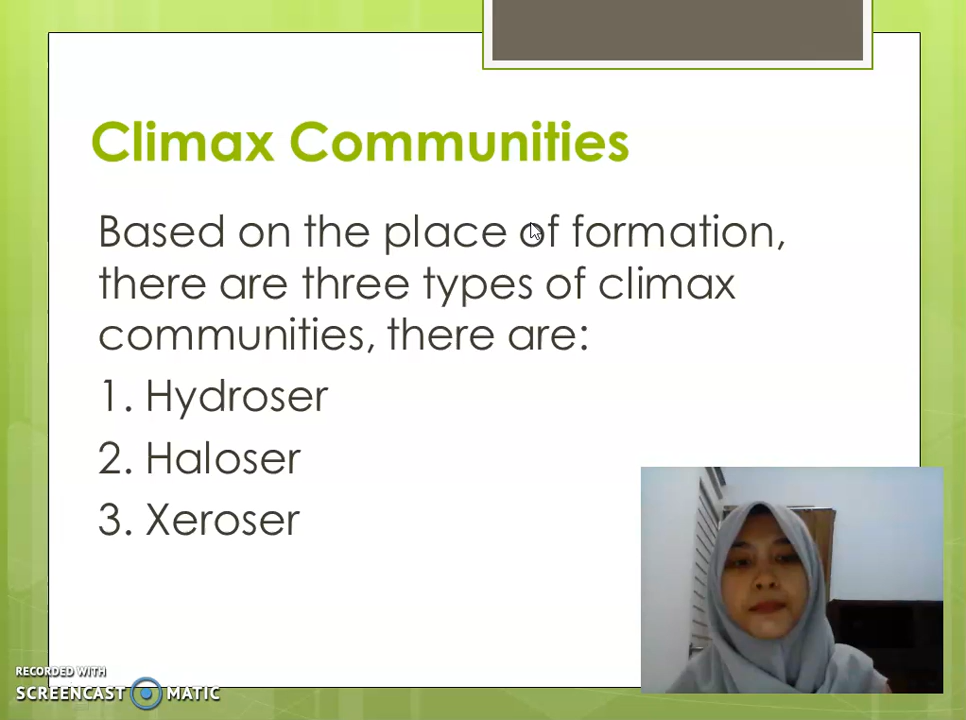 Climax Communities
Based on the place of formation,
there are three types of climax
communities, there are:
1. Hydroser
2. Haloser
3. Xeroser
RECORDED WITH
SCREENCAST MATIC